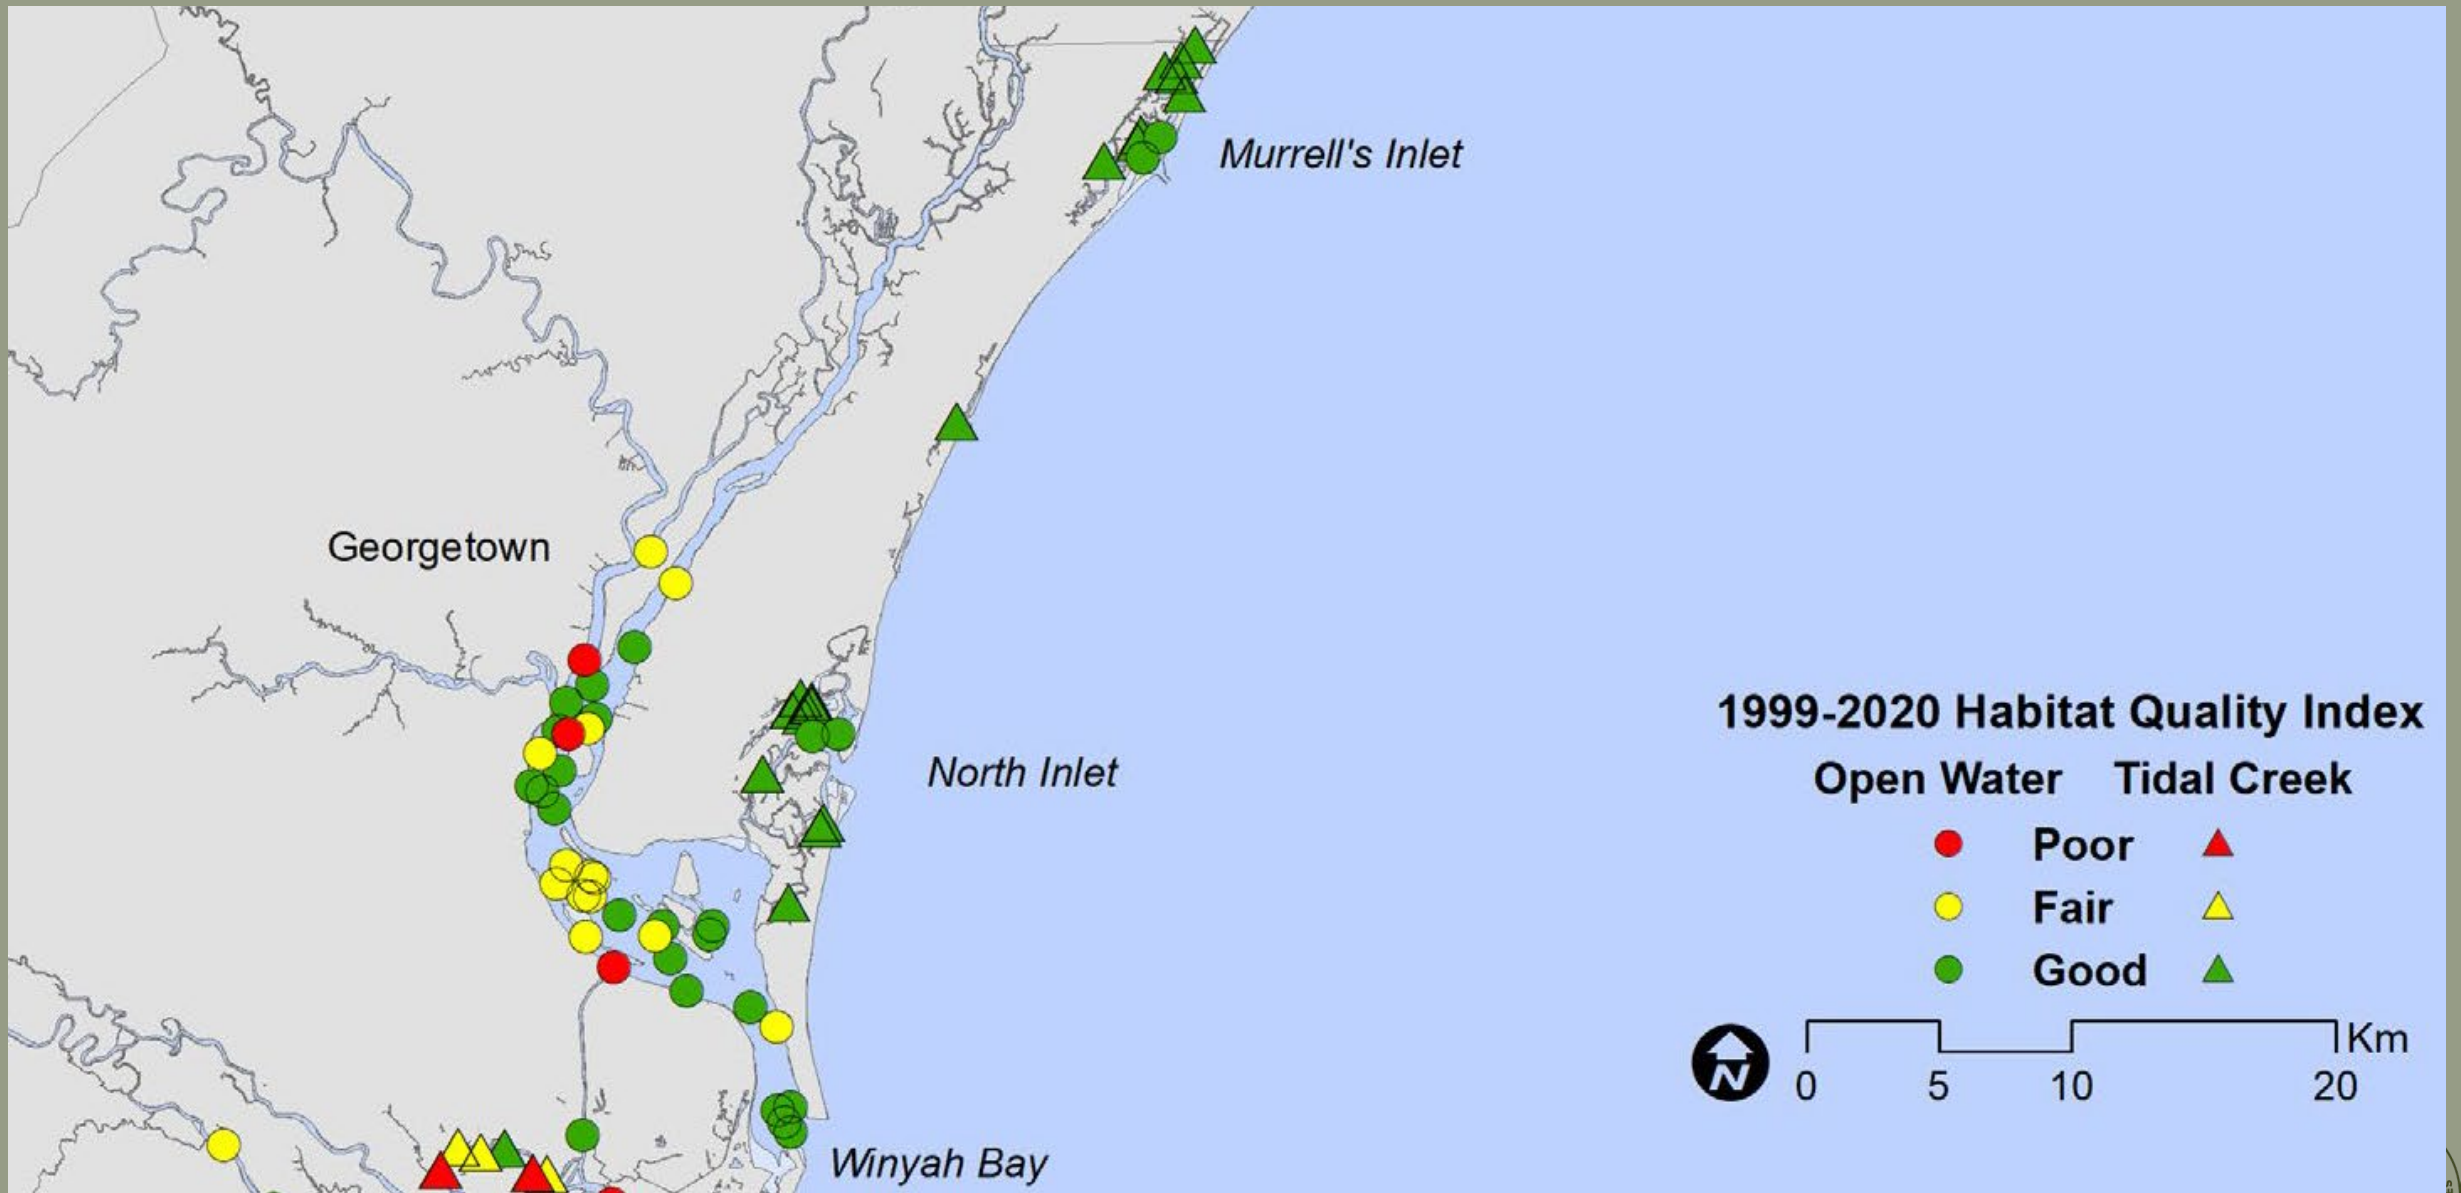 Murrell's Inlet
Georgetown
North Inlet
1999-2020 Habitat Quality Index
Open Water Tidal Creek
Poor
Fair
Good
Km
0 5 10 20
N
Winyah Bay